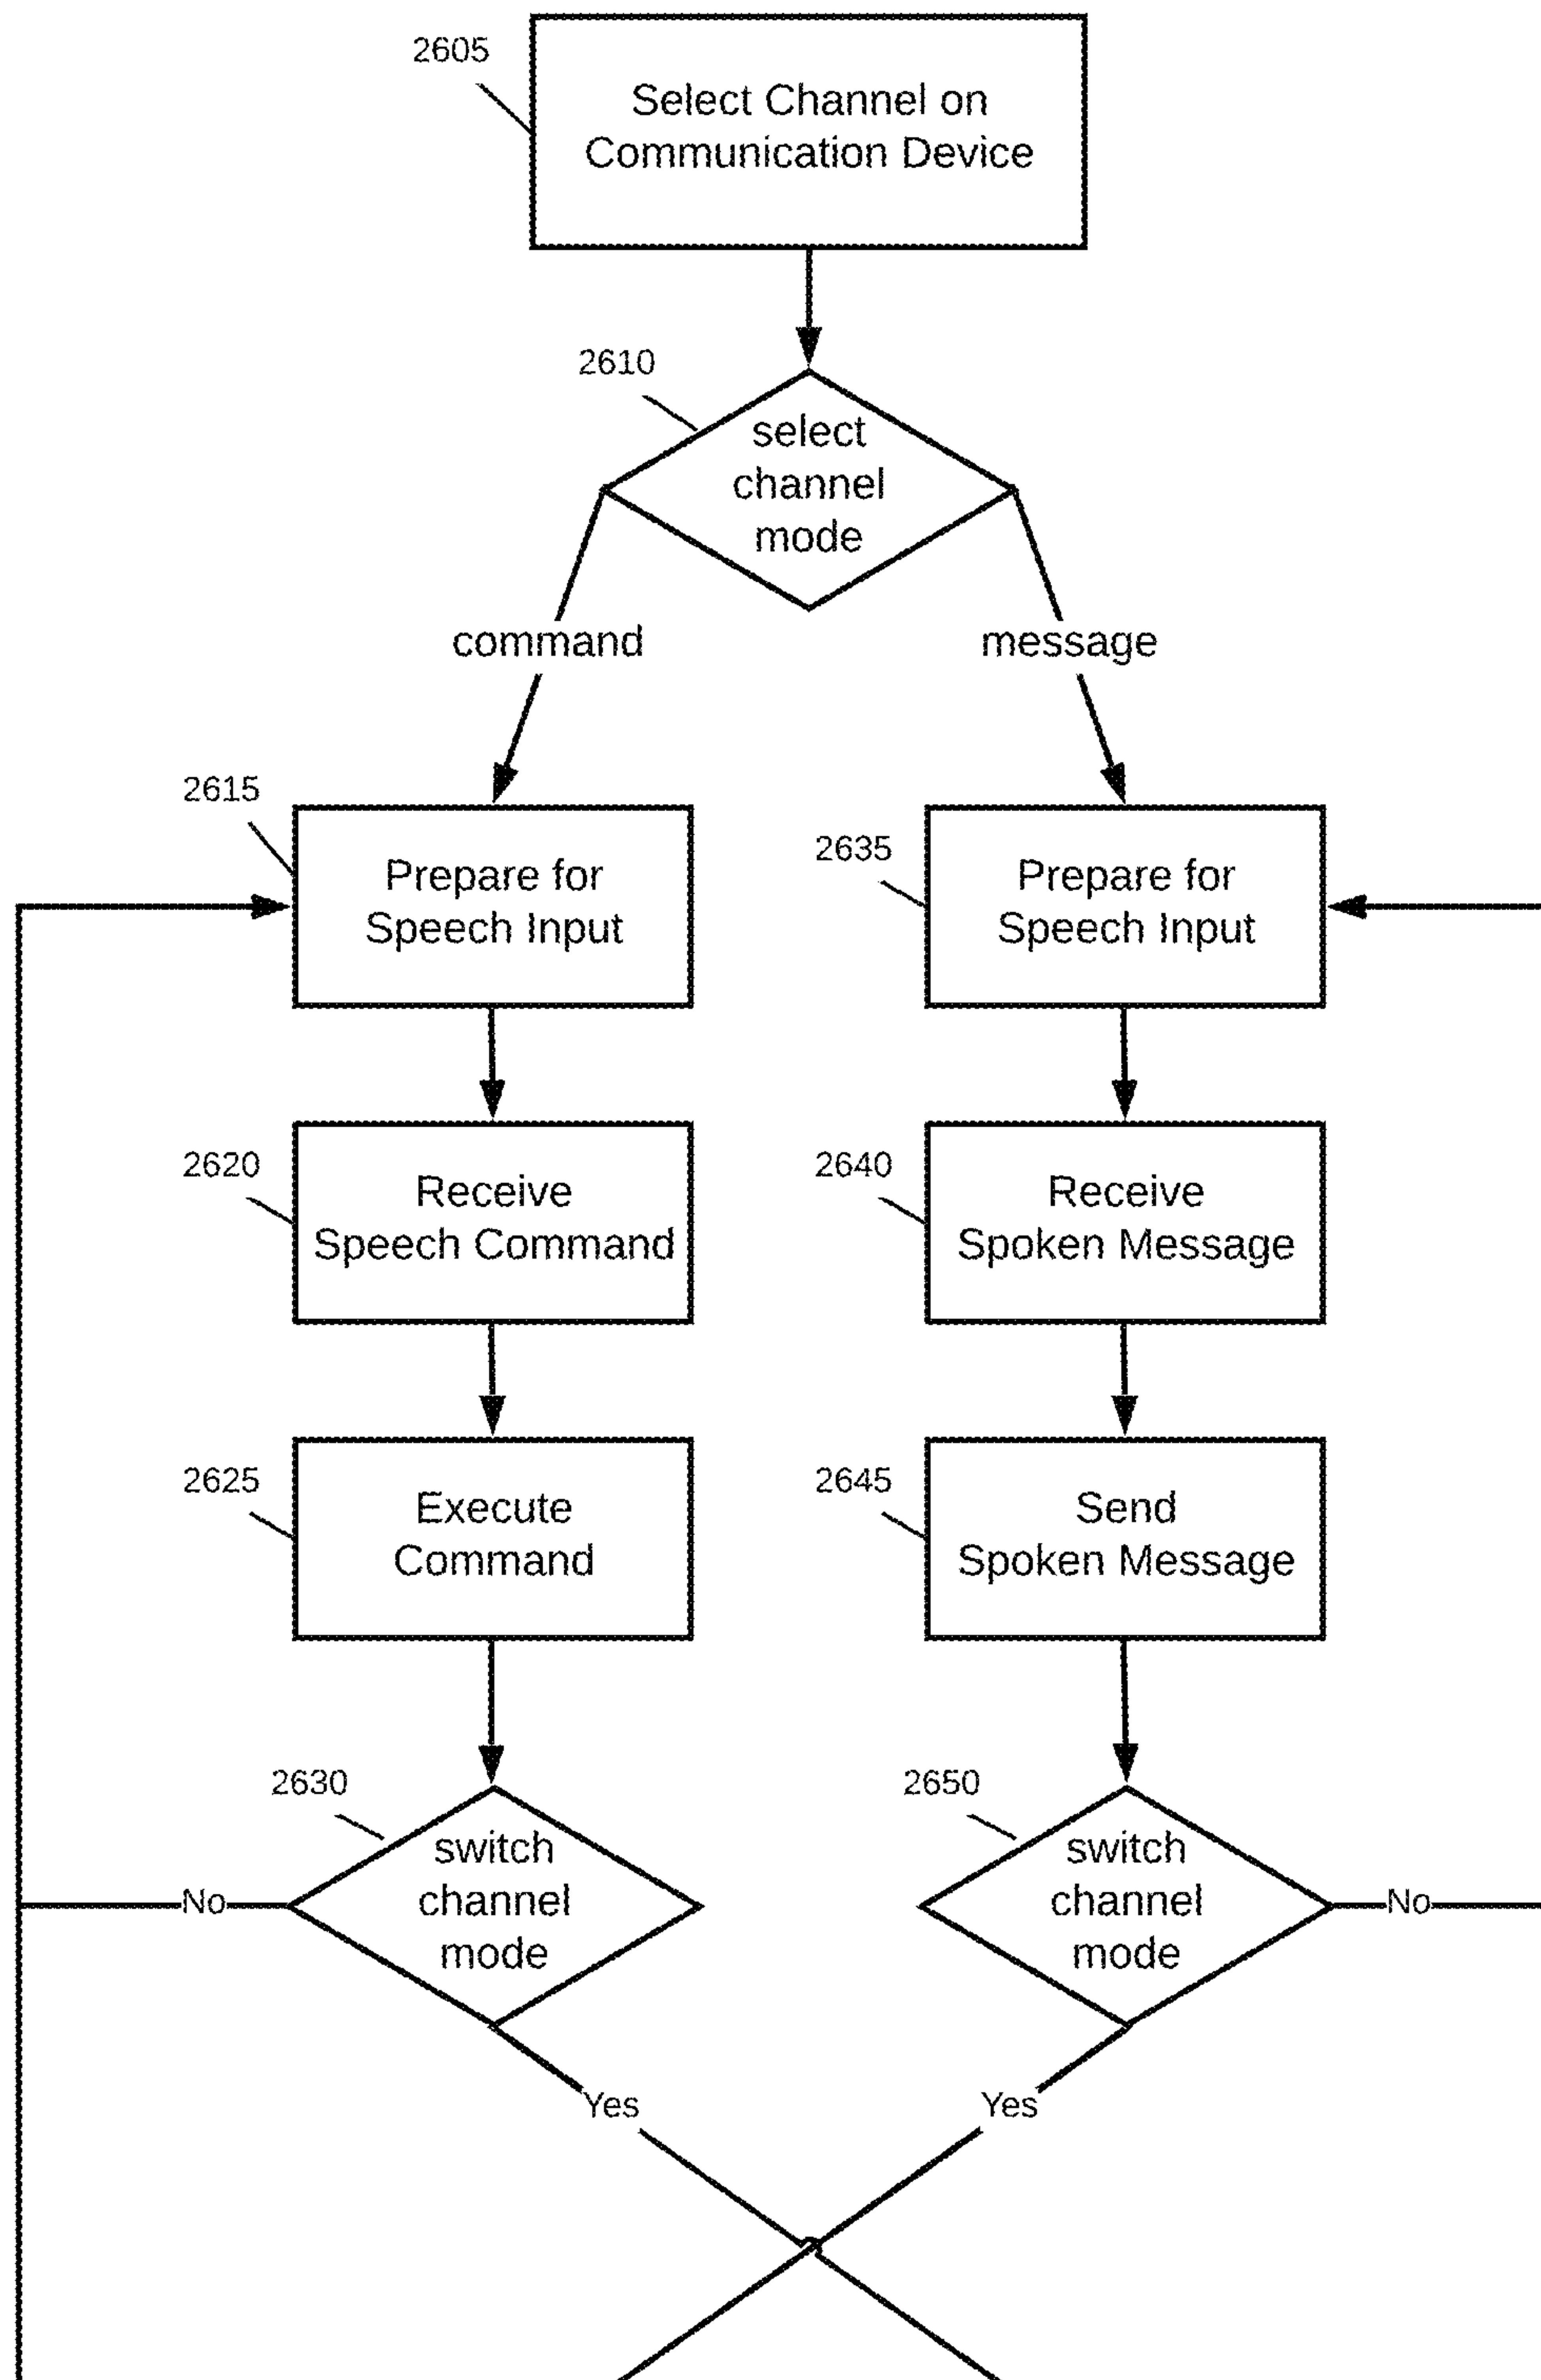 2605
Select Channel on
Communication Device
2610
select
channel
mode
command
message
2615
Prepare for
Speech Input
2635
Prepare for
Speech Input
2620
Receive
Speech Command
2640
Receive
Spoken Message
2625
Execute
Command
2645
Send
Spoken Message
2630
switch
channel
mode
No
2650
switch
channel
mode
No
Yes
Yes